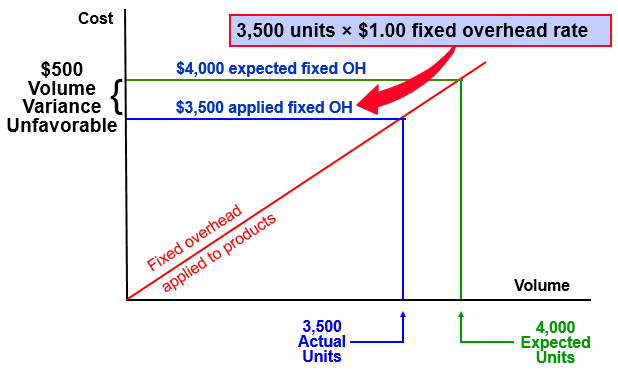 Cost
3,500 units × $1.00 fixed overhead rate
$500
Volume
Variance
Unfavorable
$4,000 expected fixed OH
$3,500 applied fixed OH
Fixed overhead
applied to products
Volume
3,500
Actual
Units
4,000
Expected
Units